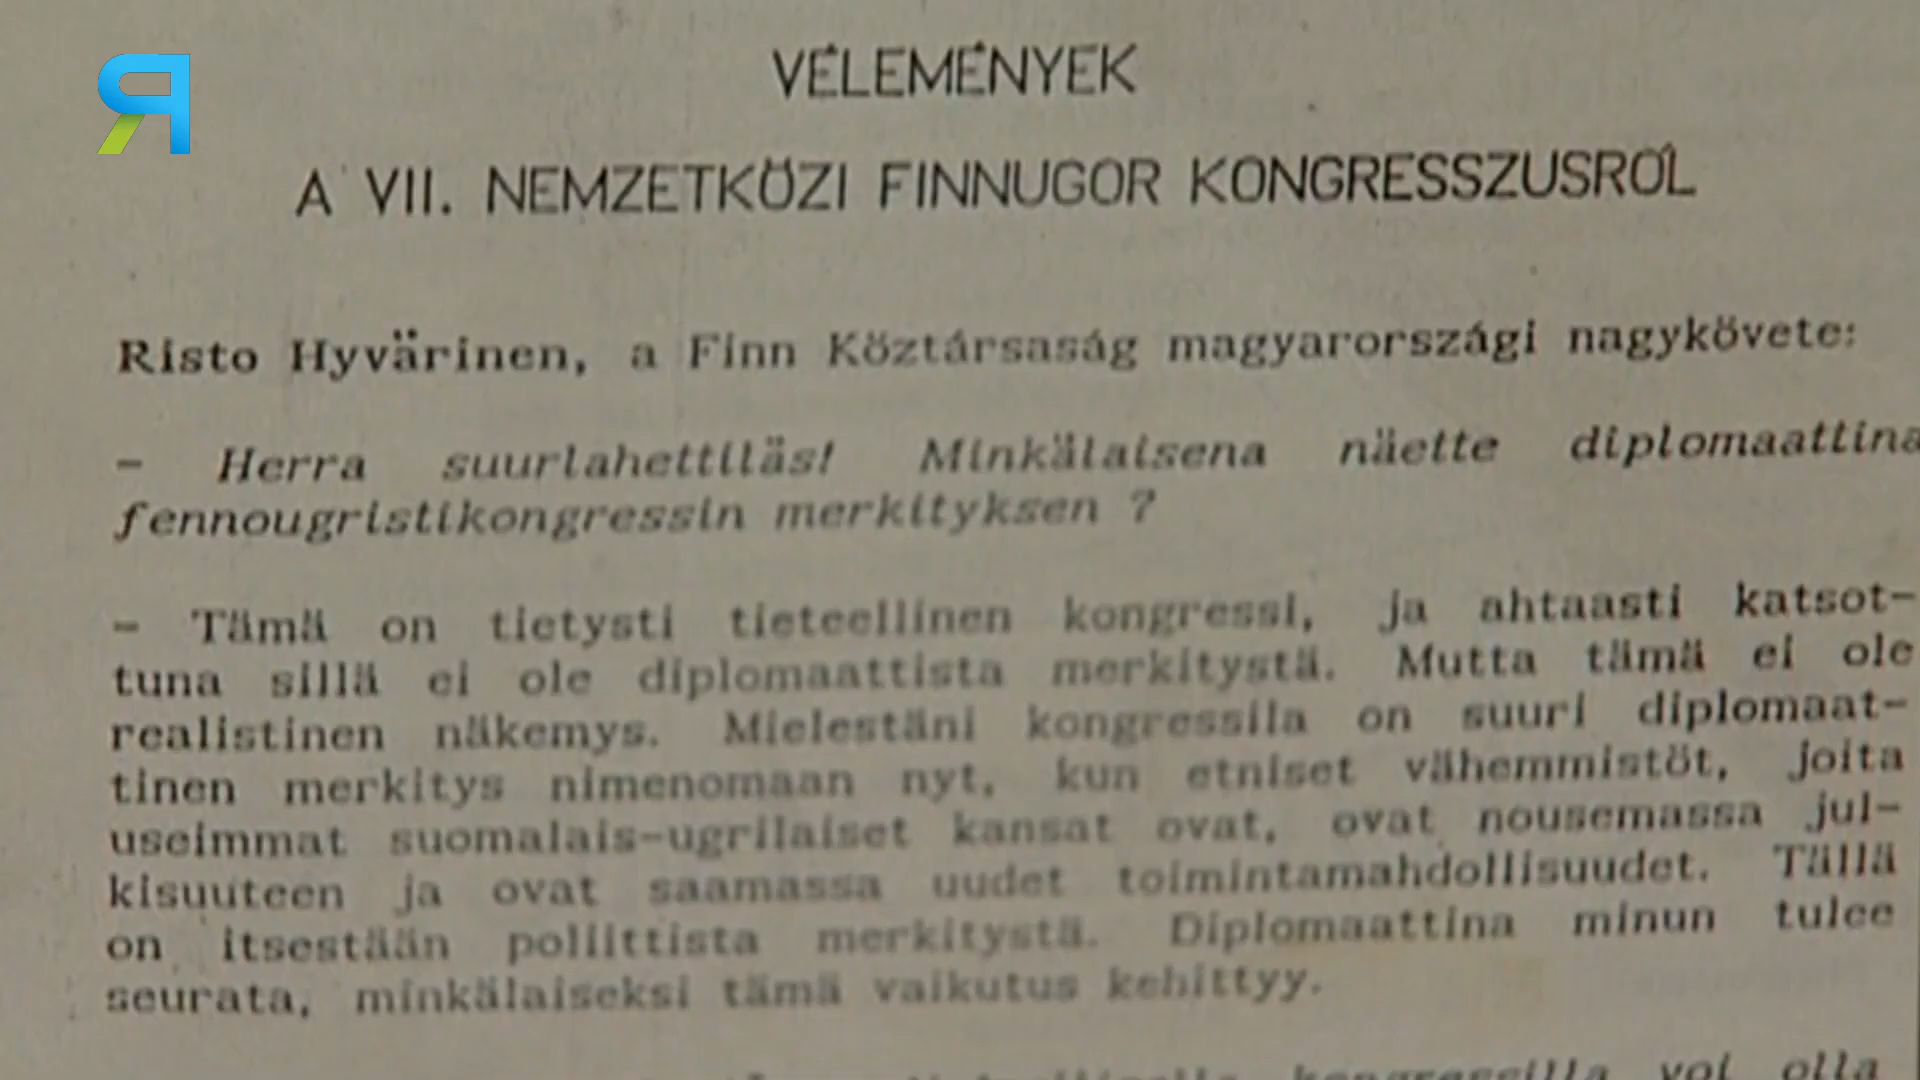 VÉLEMÉNYEK
A VII. NEMZETKÖZI FINNUGOR KONGRESSZUSRÓL
Risto Hyvärinen, a Finn Köztársaság magyarországi nagykövete:
- Herra suurlahettiläs! Minkälaisena näette diplomaattina
fennougristikongressin merkityksen ?
- Tämä on tietysti tieteellinen kongressi, ja ahtaasti katsot-
tuna sillä ei ole diplomaattista merkitystä. Mutta tämä ei ole
realistinen näkemys. Mielestäni kongressila on suuri diplomaat-
tinen merkitys nimenomaan nyt, kun etniset vähemmistöt, joita
useimmat suomalais-ugrilaiset kansat ovat, ovat nousemassa jul-
kisuuteen ja ovat saamassa uudet toimintamahdollisuudet. Tällä
on itsestään poliittista merkitystä. Diplomaattina minun tulee
seurata, minkälaiseksi tämä vaikutus kehittyy.
kongressilla voi olla